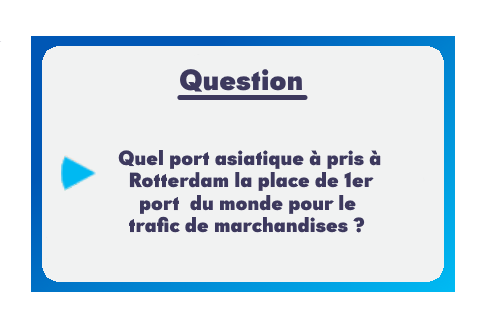 Question
Quel port asiatique à pris à
Rotterdam la place de 1er
port du monde pour le
trafic de marchandises ?